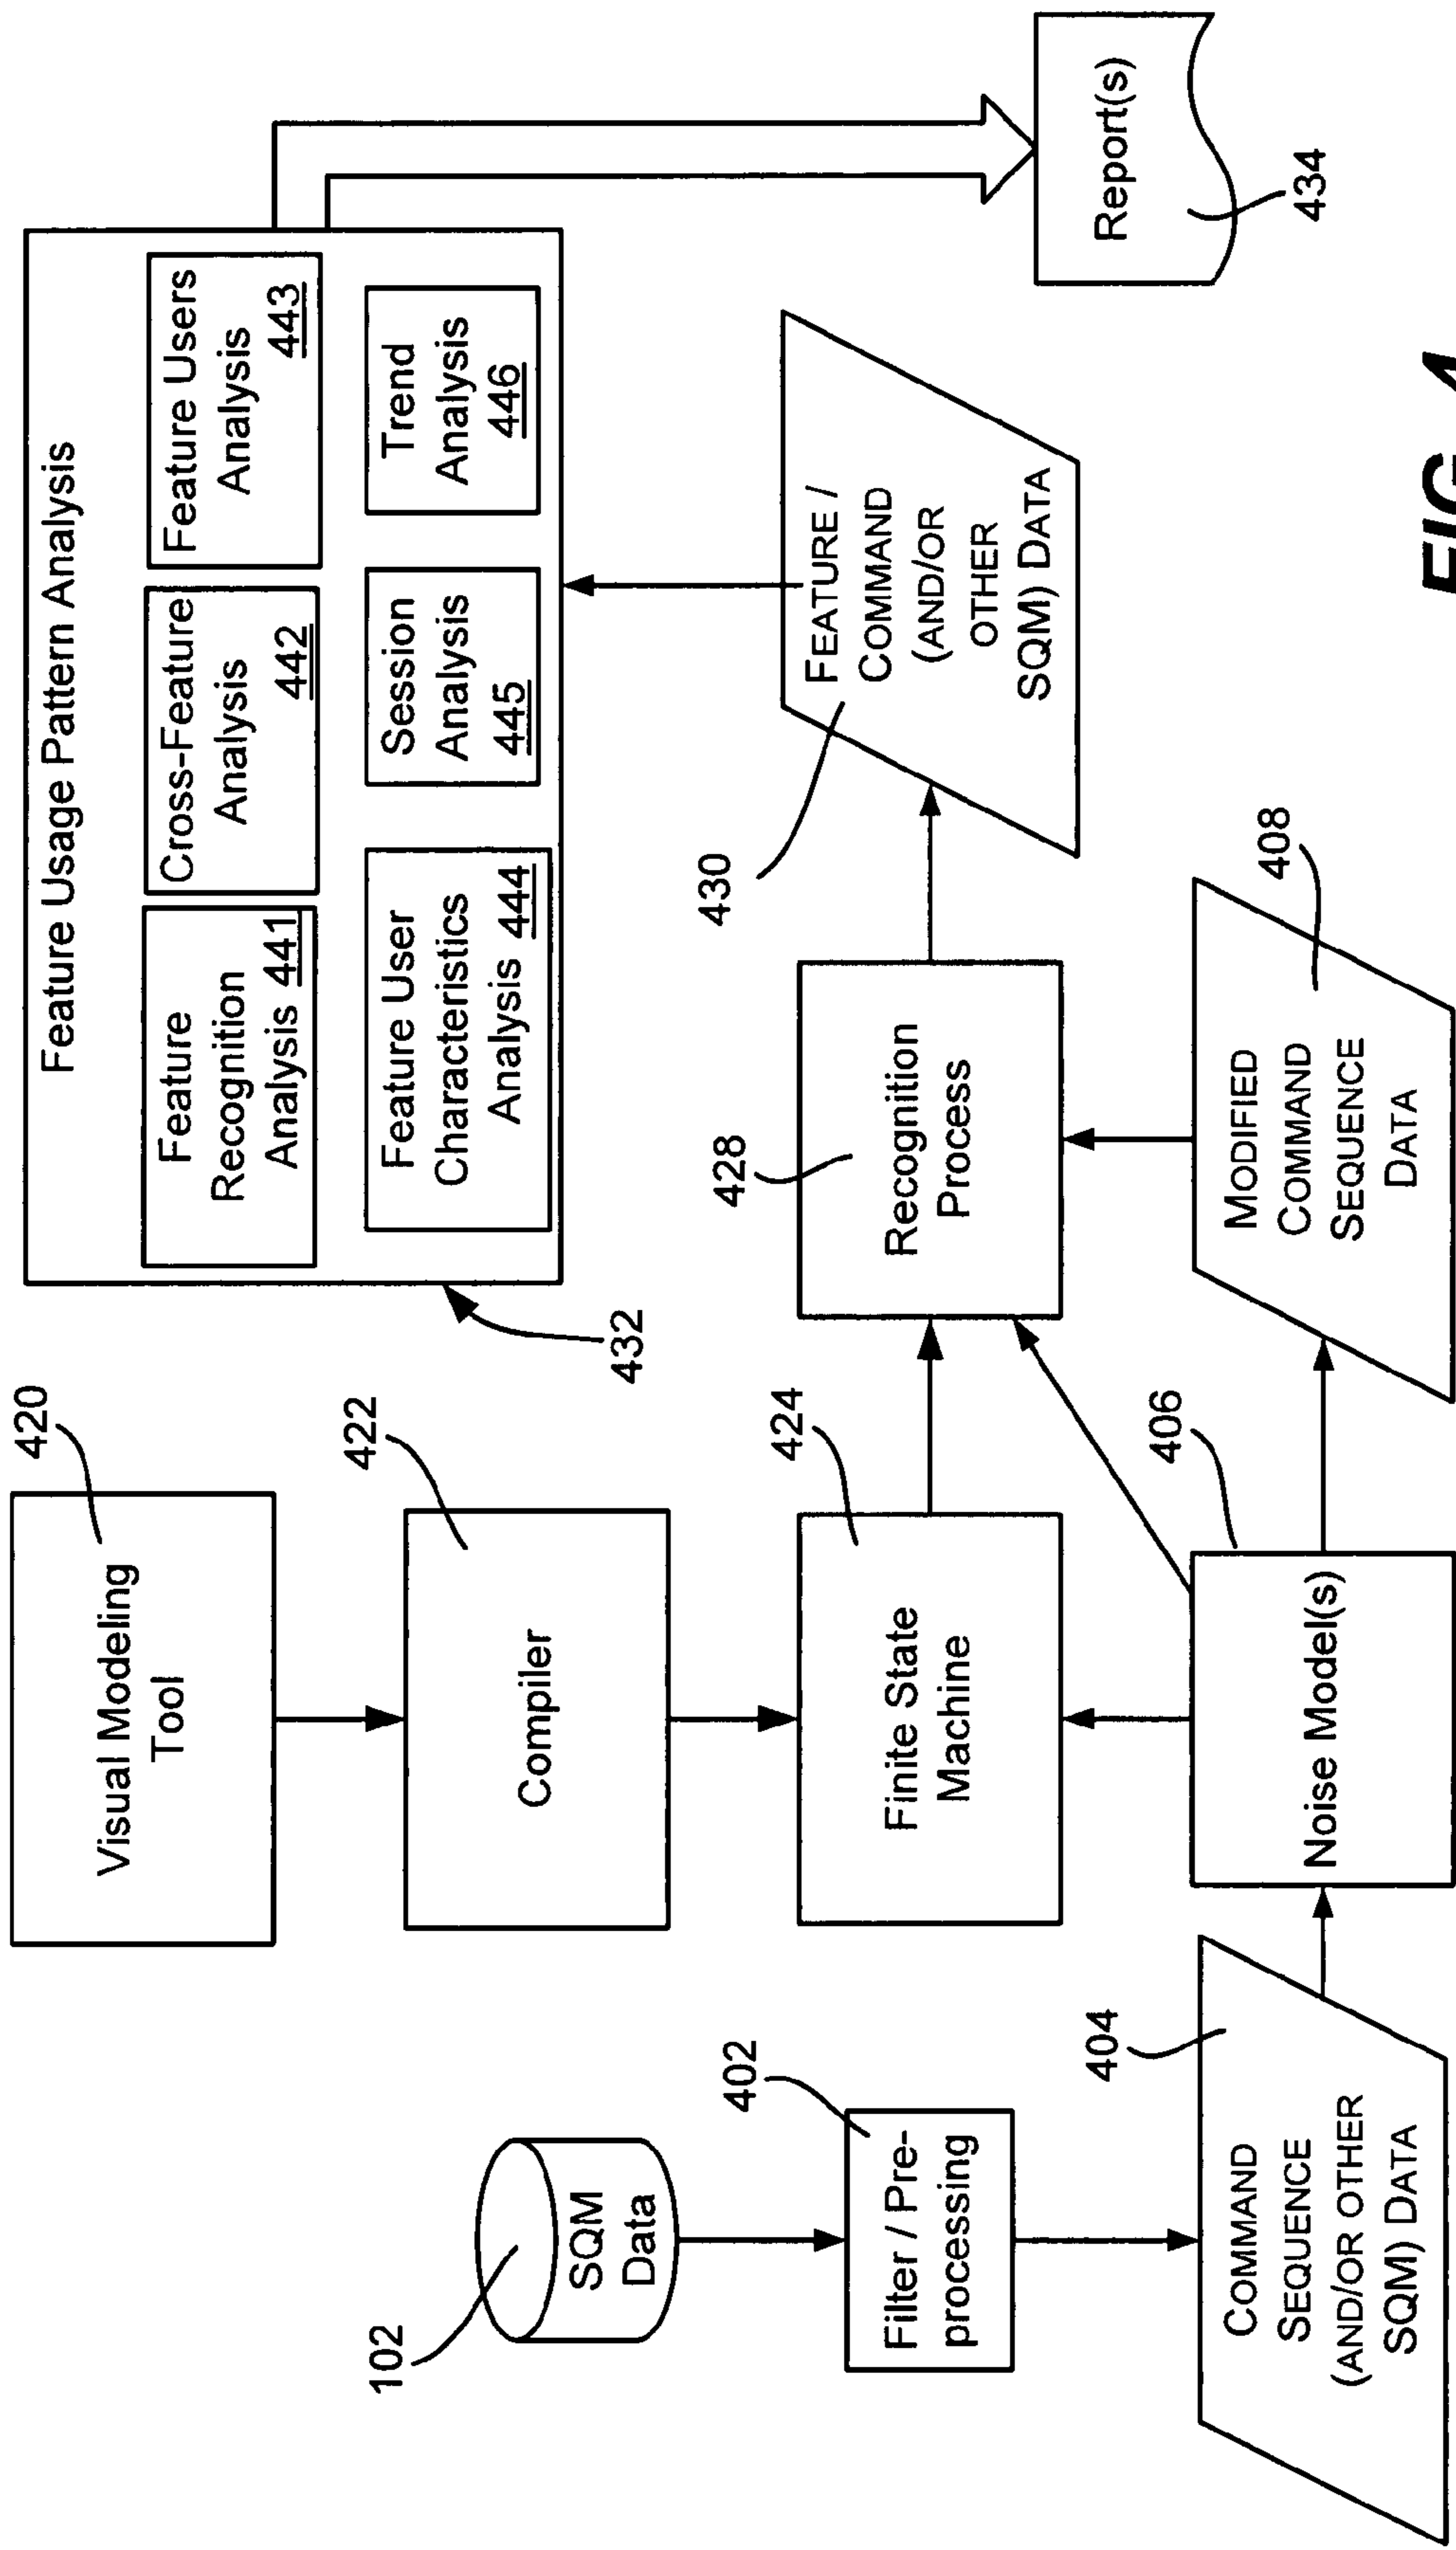 420
Visual Modeling
Tool
422
Compiler
424
Finite State
Machine
102
SQM
Data
402
Filter / Pre-
processing
404
COMMAND
SEQUENCE
(AND/OR OTHER
SQM) DATA
406
Noise Model(s)
408
MODIFIED
COMMAND
SEQUENCE
DATA
428
Recognition
Process
430
FEATURE /
COMMAND
(AND/OR
OTHER
SQM) DATA
432
Feature Usage Pattern Analysis
Feature
Recognition
Analysis 441
Cross-Feature
Analysis
442
Feature Users
Analysis
443
Feature User
Characteristics
Analysis 444
Session
Analysis
445
Trend
Analysis
446
Report(s)
434
FIG. 4